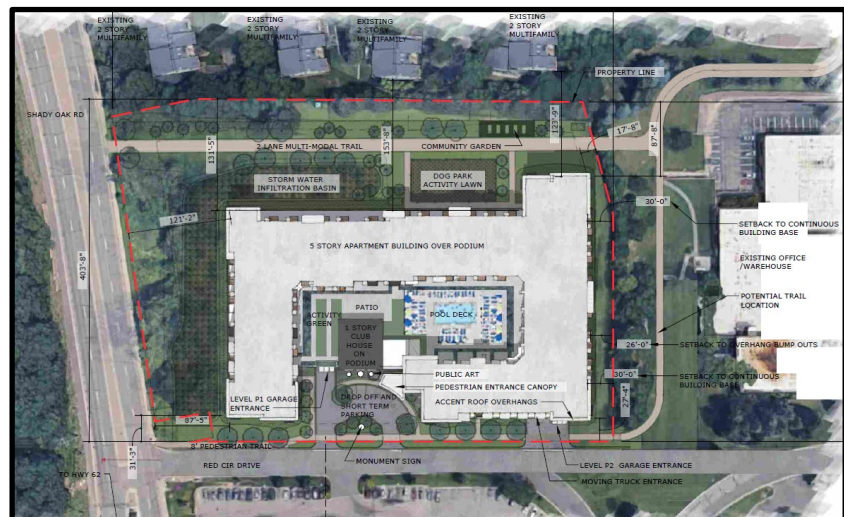 EXISTING
2 STORY
MULTIFAMILY
EXISTING
2 STORY
MULTIFAMILY
EXISTING
2 STORY
MULTIFAMILY
EXISTING
2 STORY
MULTIFAMILY
PROPERTY LINE
SHADY OAK RD
131'-5"
153'-8"
123'-9"
17'-8"
87'-8"
2 LANE MULTI-MODAL TRAIL
COMMUNITY GARDEN
STORM WATER
INFILTRATION BASIN
DOG PARK
ACTIVITY LAWN
121'-2"
30'-0"
SETBACK TO CONTINUOUS
BUILDING BASE
403'-8"
5 STORY APARTMENT BUILDING OVER PODIUM
EXISTING OFFICE
/WAREHOUSE
POTENTIAL TRAIL
LOCATION
ACTIVITY
GREEN
PATIO
POOL DECK
1 STORY
CLUB
HOUSE
ON
PODIUM
26'-0"
SETBACK TO OVERHANG BUMP OUTS
PUBLIC ART
30'-0"
SETBACK TO CONTINUOUS
BUILDING BASE
PEDESTRIAN ENTRANCE CANOPY
LEVEL P1 GARAGE
ENTRANCE
DROP OFF AND
SHORT TERM
PARKING
ACCENT ROOF OVERHANGS
27'-4"
87'-5"
8' PEDESTRIAN TRAIL
31'-3"
RED CIR DRIVE
MONUMENT SIGN
LEVEL P2 GARAGE ENTRANCE
TO HWY 62
MOVING TRUCK ENTRANCE